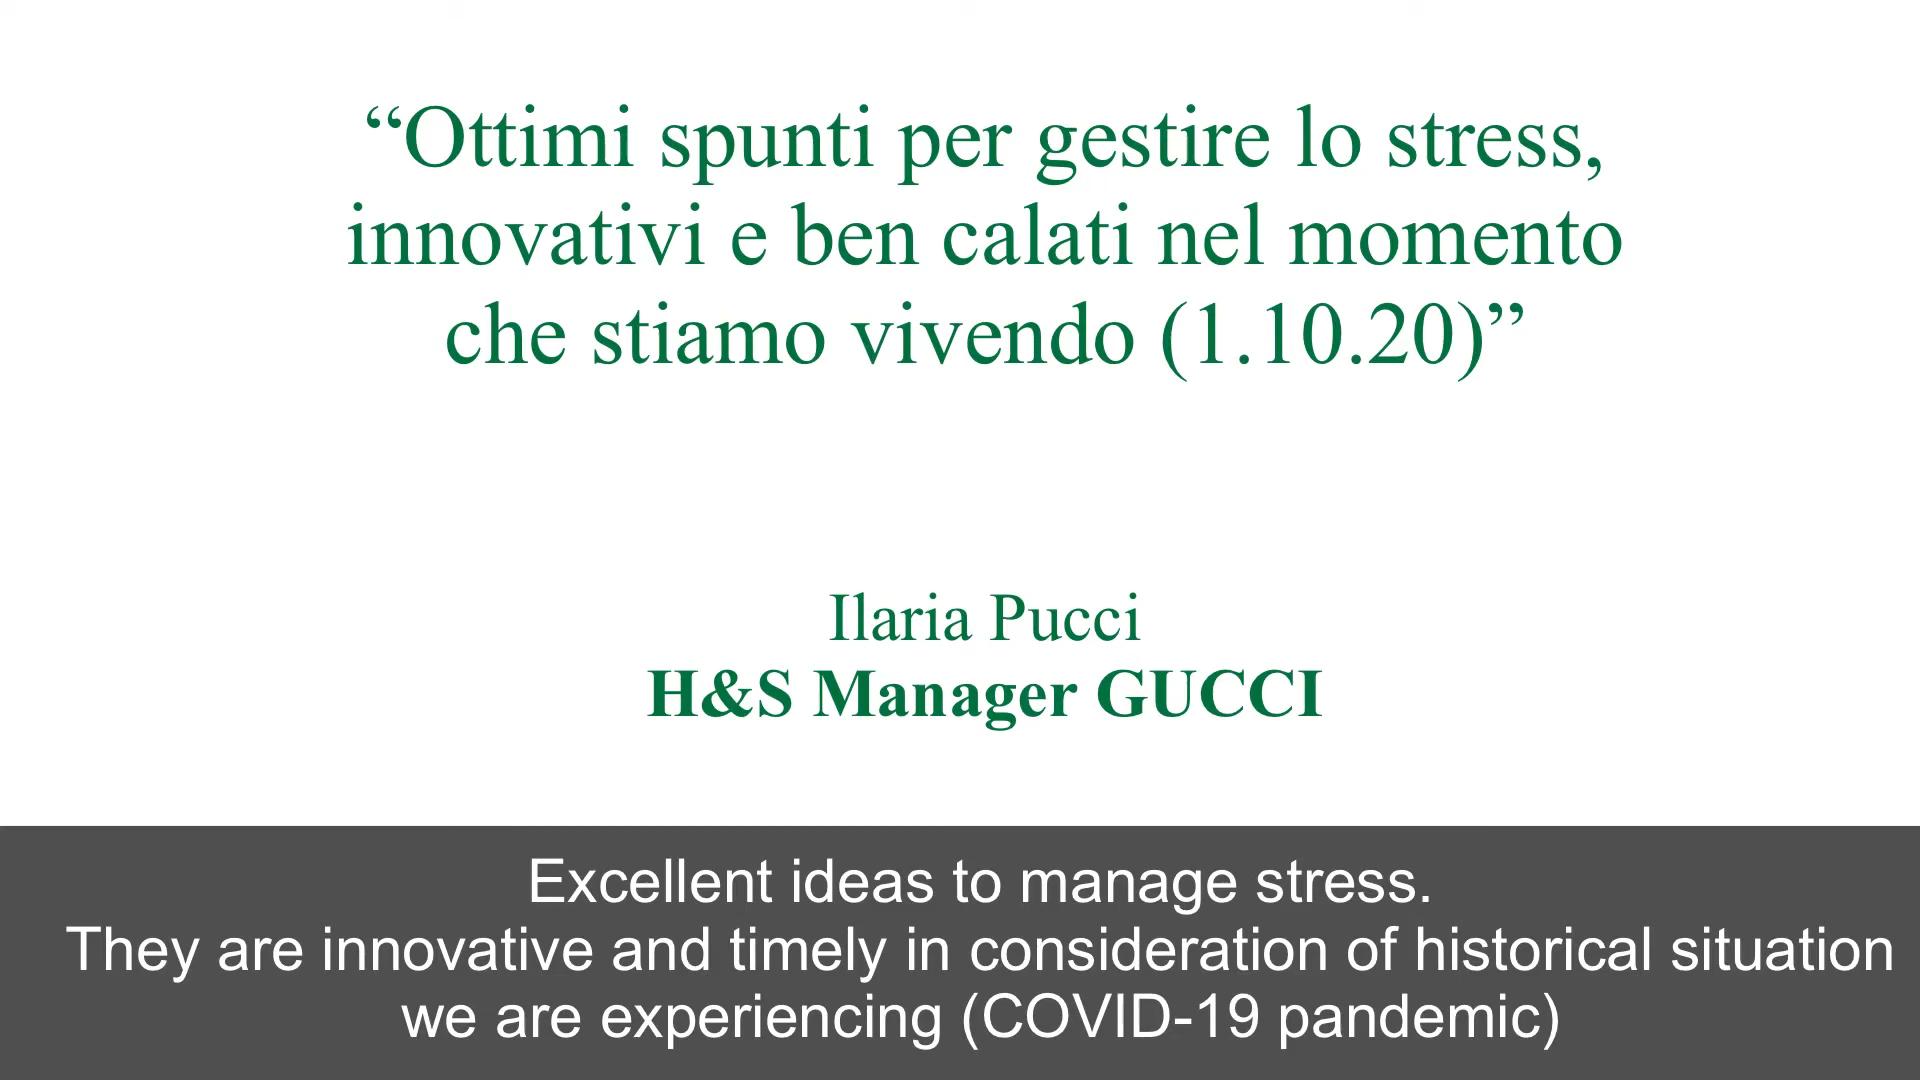 “Ottimi spunti per gestire lo stress,
innovativi e ben calati nel momento
che stiamo vivendo (1.10.20)”
Ilaria Pucci
H&S Manager GUCCI
Excellent ideas to manage stress.
They are innovative and timely in consideration of historical situation
we are experiencing (COVID-19 pandemic)